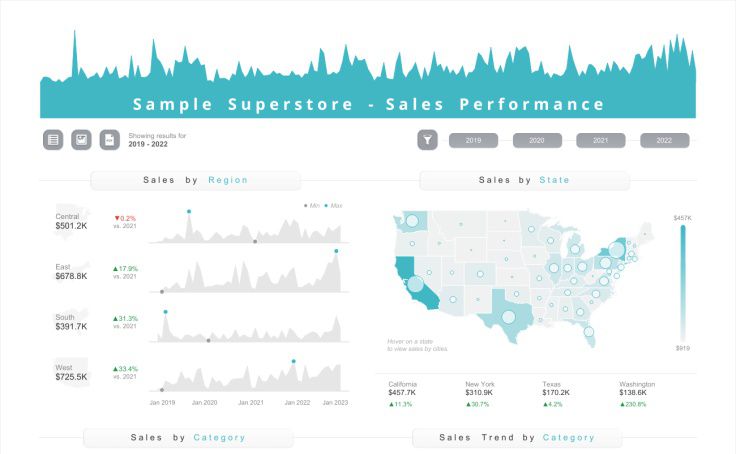 Sample Superstore - Sales Performance
Showing results for
2019 - 2022
2019
2020
2021
2022
Sales by Region
Min
Max
Central
$501.2K
▼0.2%
vs. 2021
East
$678.8K
▲17.9%
vs. 2021
South
$391.7K
▲31.3%
vs. 2021
West
$725.5K
▲33.4%
vs. 2021
Jan 2019
Jan 2020
Jan 2021
Jan 2022
Jan 2023
Sales by State
$457K
$919
Hover on a state
to view sales by cities.
California
$457.7K
▲11.3%
New York
$310.9K
▲30.7%
Texas
$170.2K
▲4.2%
Washington
$138.6K
▲230.8%
Sales by Category
Sales Trend by Category